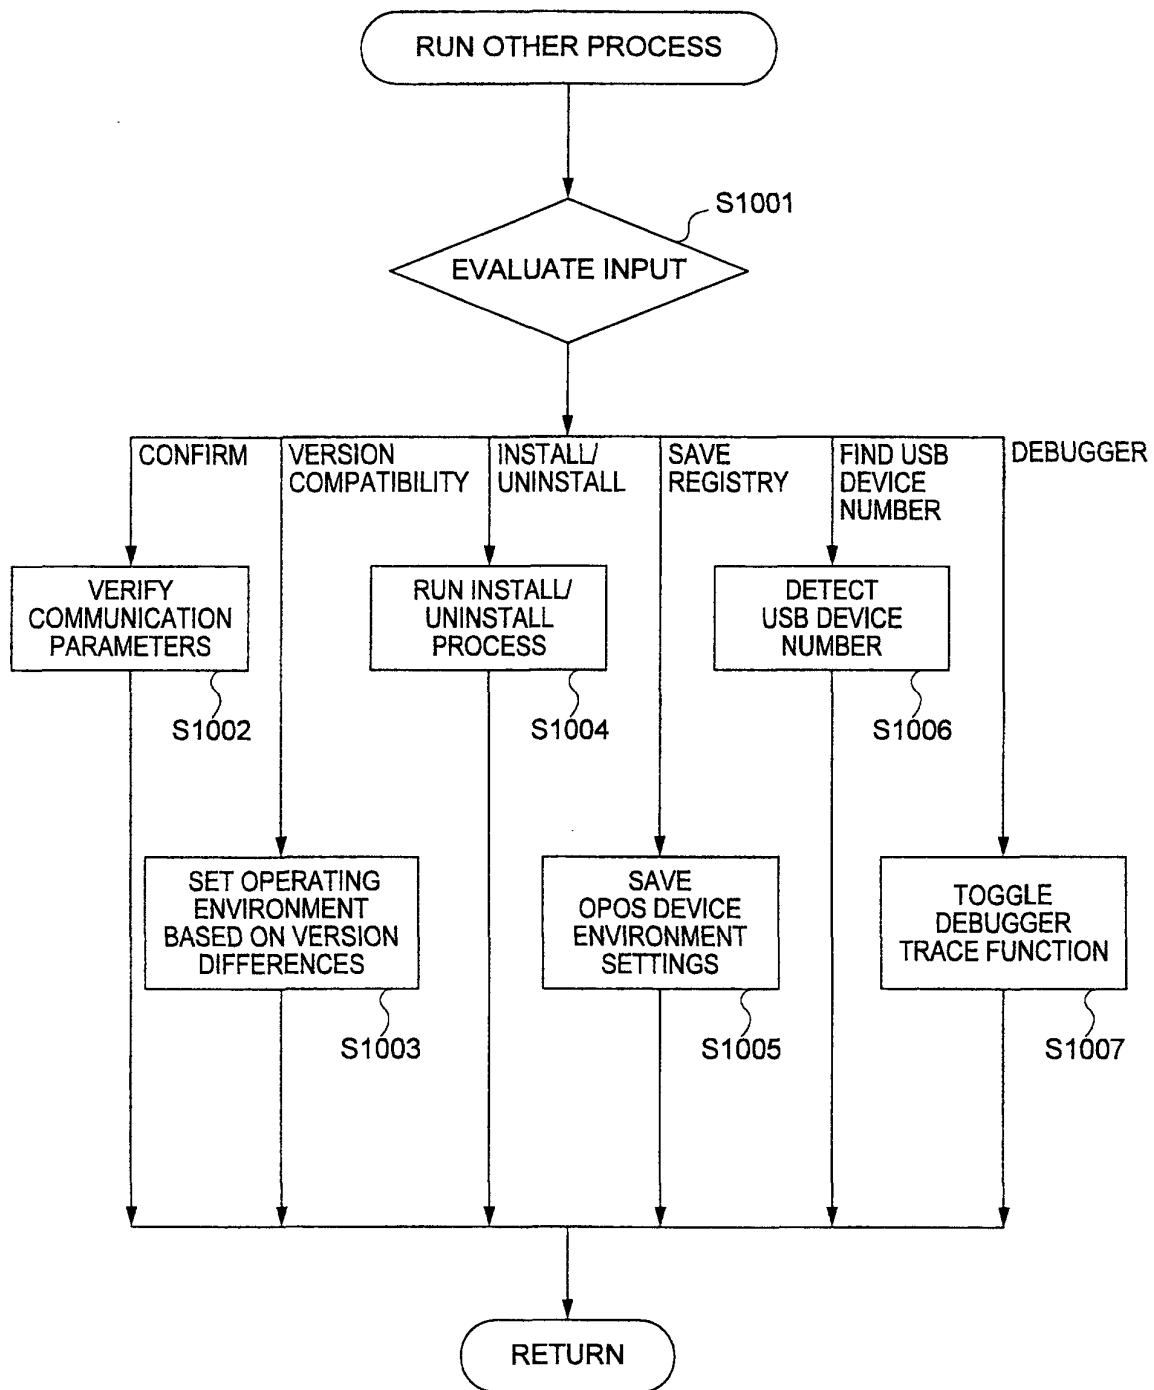 RUN OTHER PROCESS
S1001
EVALUATE INPUT
CONFIRM
VERSION
COMPATIBILITY
INSTALL/
UNINSTALL
SAVE
REGISTRY
FIND USB
DEVICE
NUMBER
DEBUGGER
VERIFY
COMMUNICATION
PARAMETERS
S1002
RUN INSTALL/
UNINSTALL
PROCESS
S1004
DETECT
USB DEVICE
NUMBER
S1006
SET OPERATING
ENVIRONMENT
BASED ON VERSION
DIFFERENCES
S1003
SAVE
OPOS DEVICE
ENVIRONMENT
SETTINGS
S1005
TOGGLE
DEBUGGER
TRACE FUNCTION
S1007
RETURN